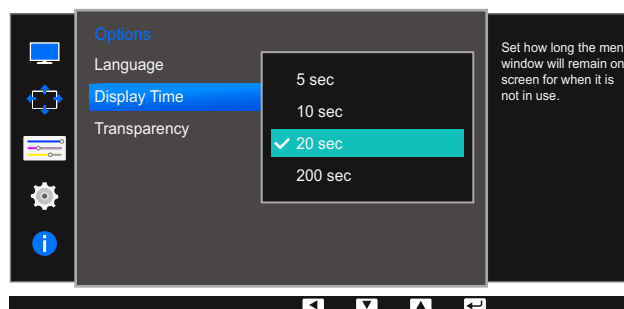 Options
Language
Display Time
Transparency
5 sec
10 sec
20 sec
200 sec
Set how long the men
window will remain on
screen for when it is
not in use.